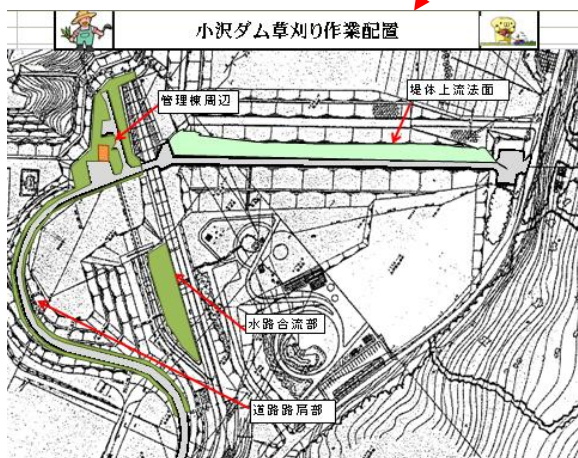 小沢ダム草刈り作業配置
管理棟周辺
堤体上流法面
水路合流部
道路路肩部